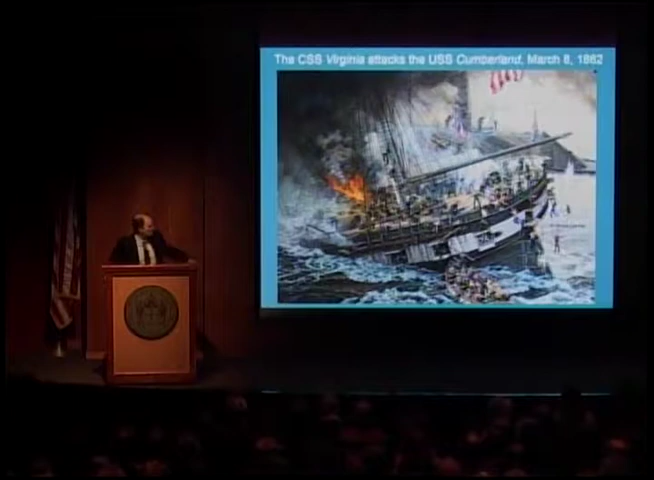 The CSS Virginia attacks the USS Cumberland, March 8, 1862